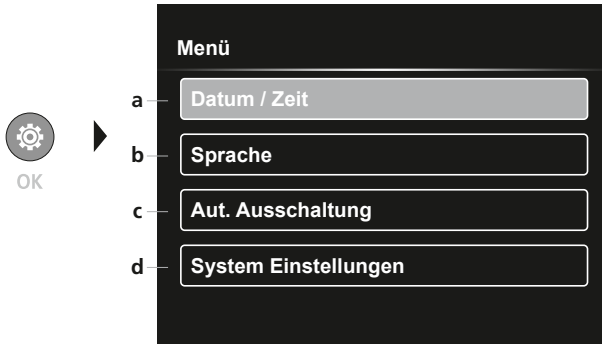 Menü
a Datum / Zeit
b Sprache
OK
c Aut. Ausschaltung
d System Einstellungen